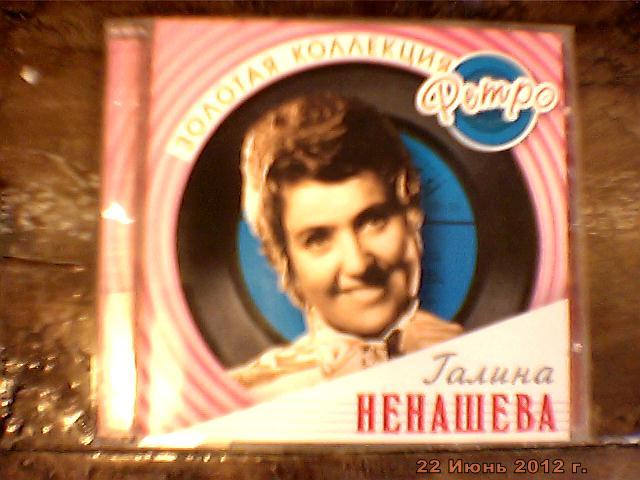 ЗОЛОТАЯ КОЛЛЕКЦИЯ
Ретро
Галина
НЕНАШЕВА
22 Июнь 2012 г.